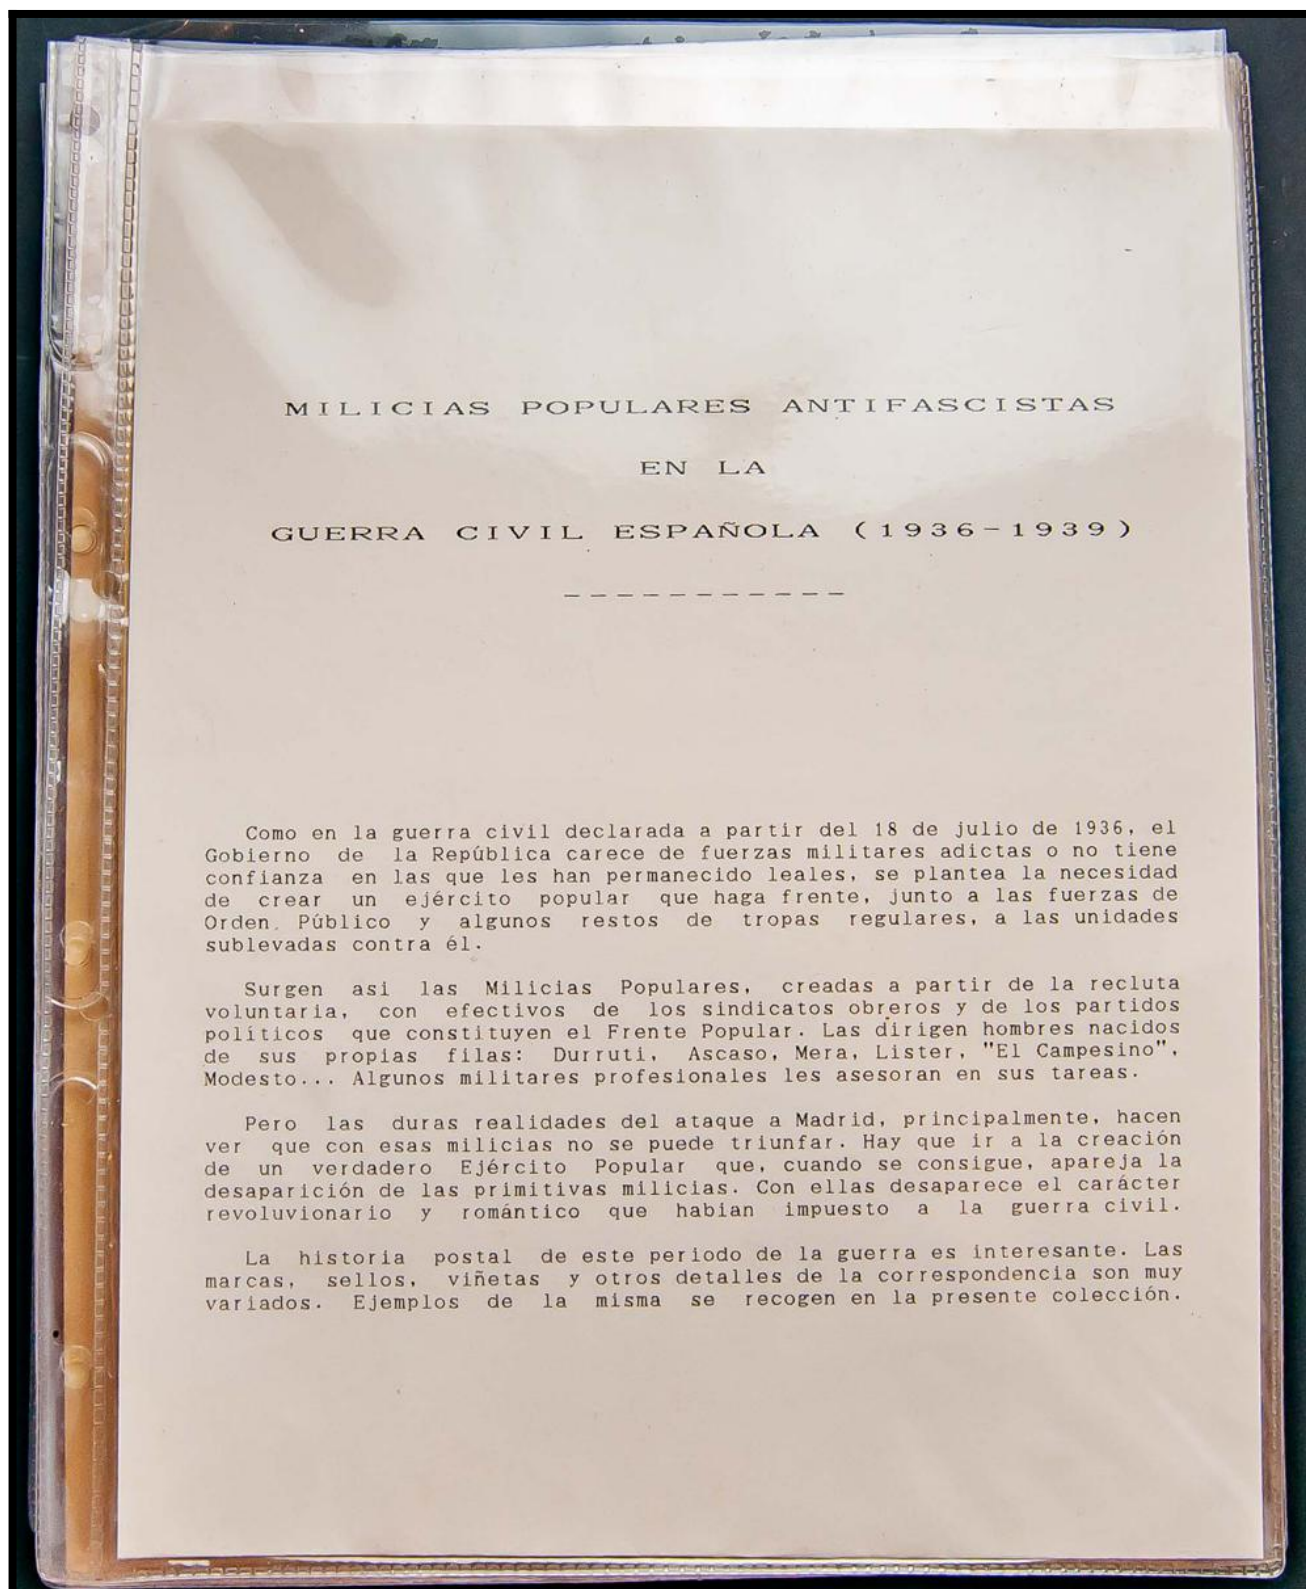 MILICIAS POPULARES ANTIFASCISTAS
EN LA
GUERRA CIVIL ESPAÑOLA (1936-1939)
-----------
Como en la guerra civil declarada a partir del 18 de julio de 1936, el
Gobierno de la República carece de fuerzas militares adictas o no tiene
confianza en las que les han permanecido leales, se plantea la necesidad
de crear un ejército popular que haga frente, junto a las fuerzas de
Orden Público y algunos restos de tropas regulares, a las unidades
sublevadas contra él.
Surgen asi las Milicias Populares, creadas a partir de la recluta
voluntaria, con efectivos de los sindicatos obreros y de los partidos
políticos que constituyen el Frente Popular. Las dirigen hombres nacidos
de sus propias filas: Durruti, Ascaso, Mera, Lister, "El Campesino",
Modesto... Algunos militares profesionales les asesoran en sus tareas.
Pero las duras realidades del ataque a Madrid, principalmente, hacen
ver que con esas milicias no se puede triunfar. Hay que ir a la creación
de un verdadero Ejército Popular que, cuando se consigue, apareja la
desaparición de las primitivas milicias. Con ellas desaparece el carácter
revoluvionario y romántico que habian impuesto a la guerra civil.
La historia postal de este periodo de la guerra es interesante. Las
marcas, sellos, viñetas y otros detalles de la correspondencia son muy
variados. Ejemplos de la misma se recogen en la presente colección.